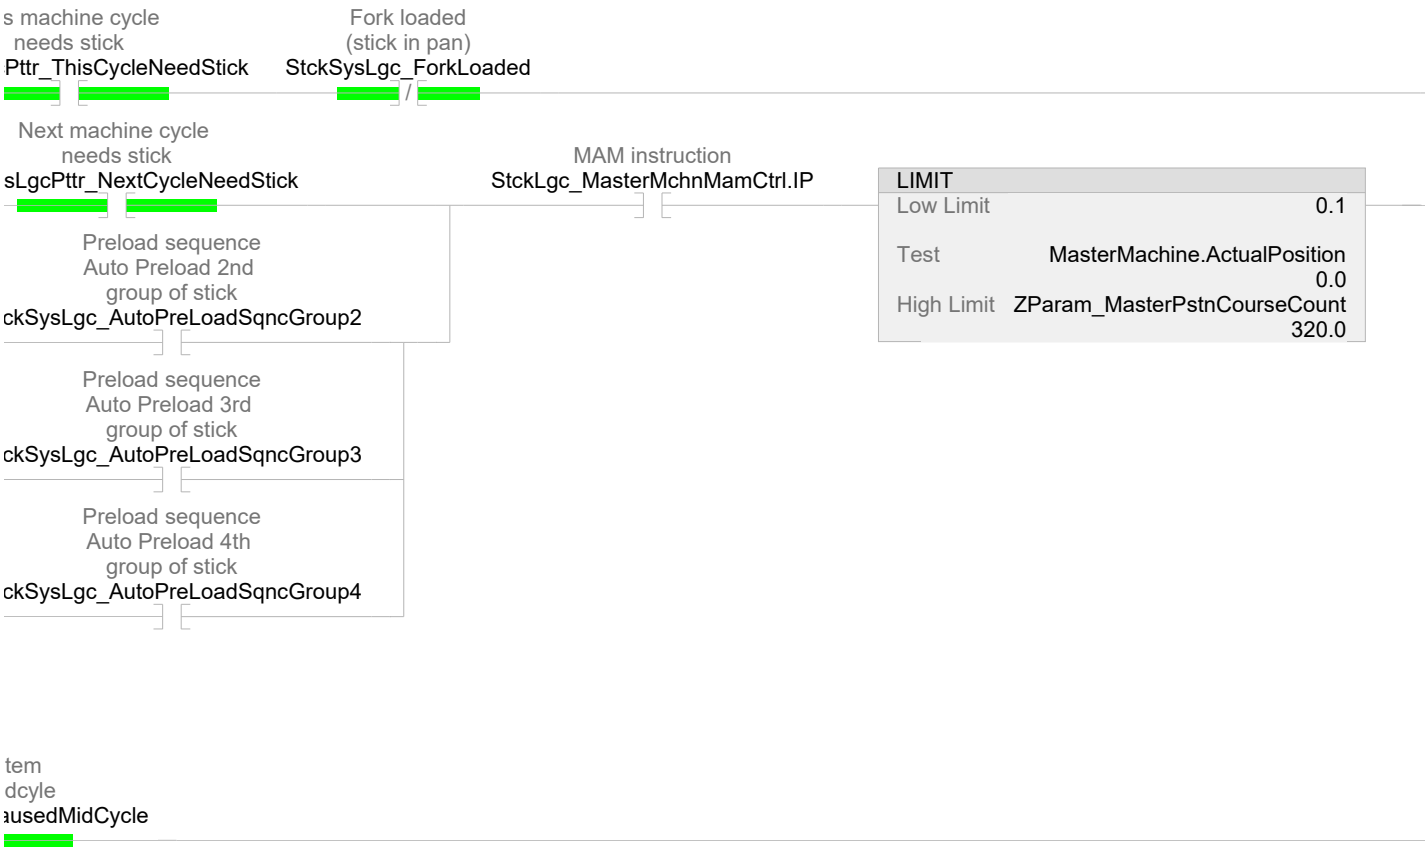 s machine cycle
needs stick
Pttr_ThisCycleNeedStick
Fork loaded
(stick in pan)
StckSysLgc_ForkLoaded
/
Next machine cycle
needs stick
sLgcPttr_NextCycleNeedStick
MAM instruction
StckLgc_MasterMchnMamCtrl.IP
LIMIT
Low Limit 0.1
Test MasterMachine.ActualPosition
0.0
High Limit ZParam_MasterPstnCourseCount
320.0
Preload sequence
Auto Preload 2nd
group of stick
ckSysLgc_AutoPreLoadSqncGroup2
Preload sequence
Auto Preload 3rd
group of stick
ckSysLgc_AutoPreLoadSqncGroup3
Preload sequence
Auto Preload 4th
group of stick
ckSysLgc_AutoPreLoadSqncGroup4
tem
dcyle
ausedMidCycle